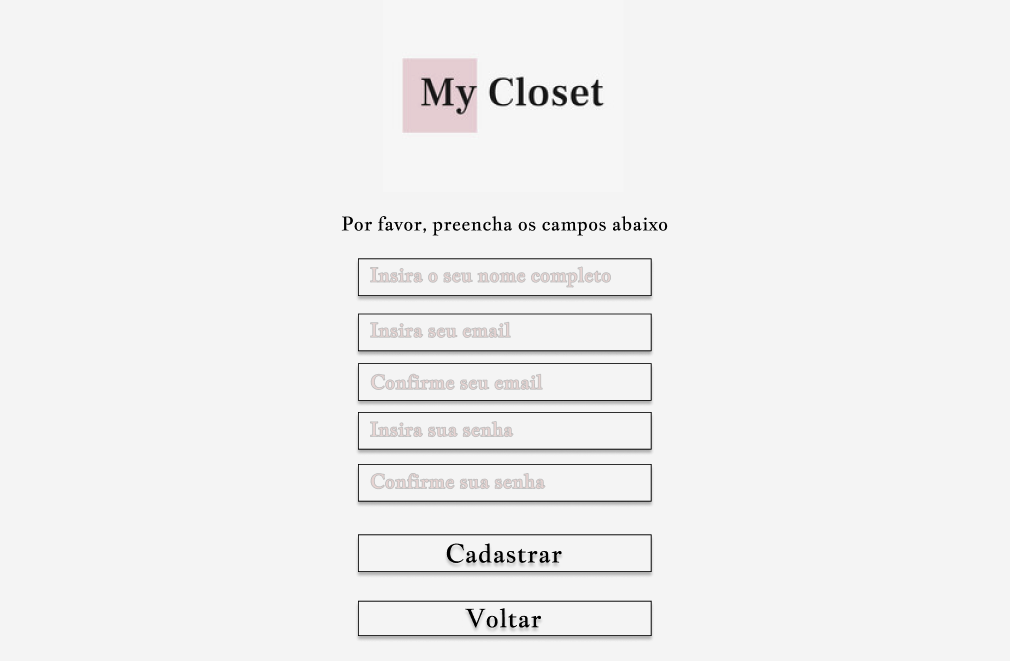 My Closet
Por favor, preencha os campos abaixo
Insira o seu nome completo
Insira seu email
Confirme seu email
Insira sua senha
Confirme sua senha
Cadastrar
Voltar